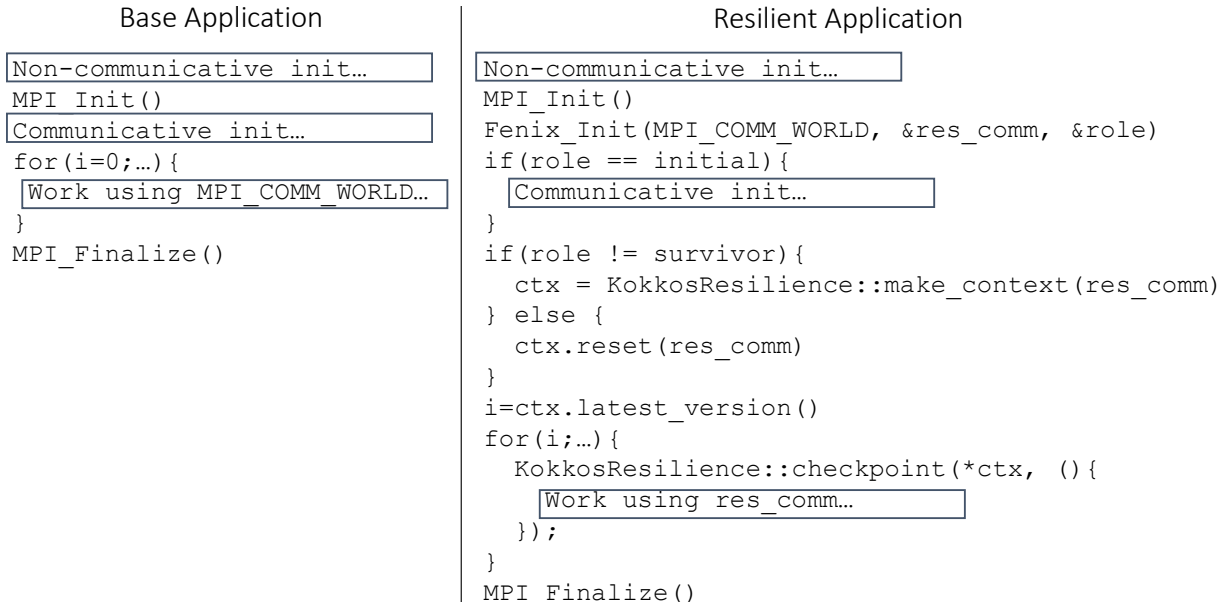 Base Application
Non-communicative init…
MPI_Init()
Communicative init…
for(i=0;…){
Work using MPI_COMM_WORLD…
}
MPI_Finalize()
Resilient Application
Non-communicative init…
MPI_Init()
Fenix_Init(MPI_COMM_WORLD, &res_comm, &role)
if(role == initial){
Communicative init…
}
if(role != survivor){
ctx = KokkosResilience::make_context(res_comm)
} else {
ctx.reset(res_comm)
}
i=ctx.latest_version()
for(i;…){
KokkosResilience::checkpoint(*ctx, (){
Work using res_comm…
});
}
MPI_Finalize()